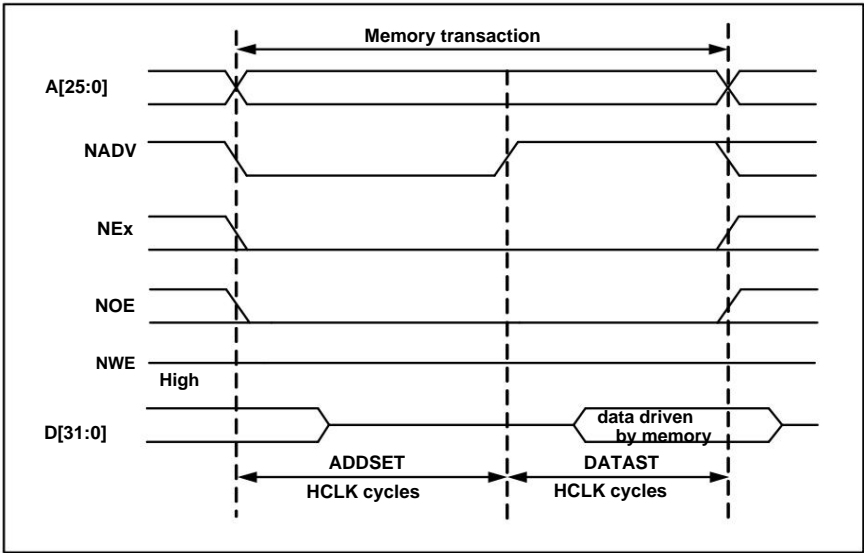 Memory transaction
A[25:0]
NADV
NEx
NOE
NWE
High
D[31:0]
data driven
by memory
ADDSET
DATAST
HCLK cycles
HCLK cycles